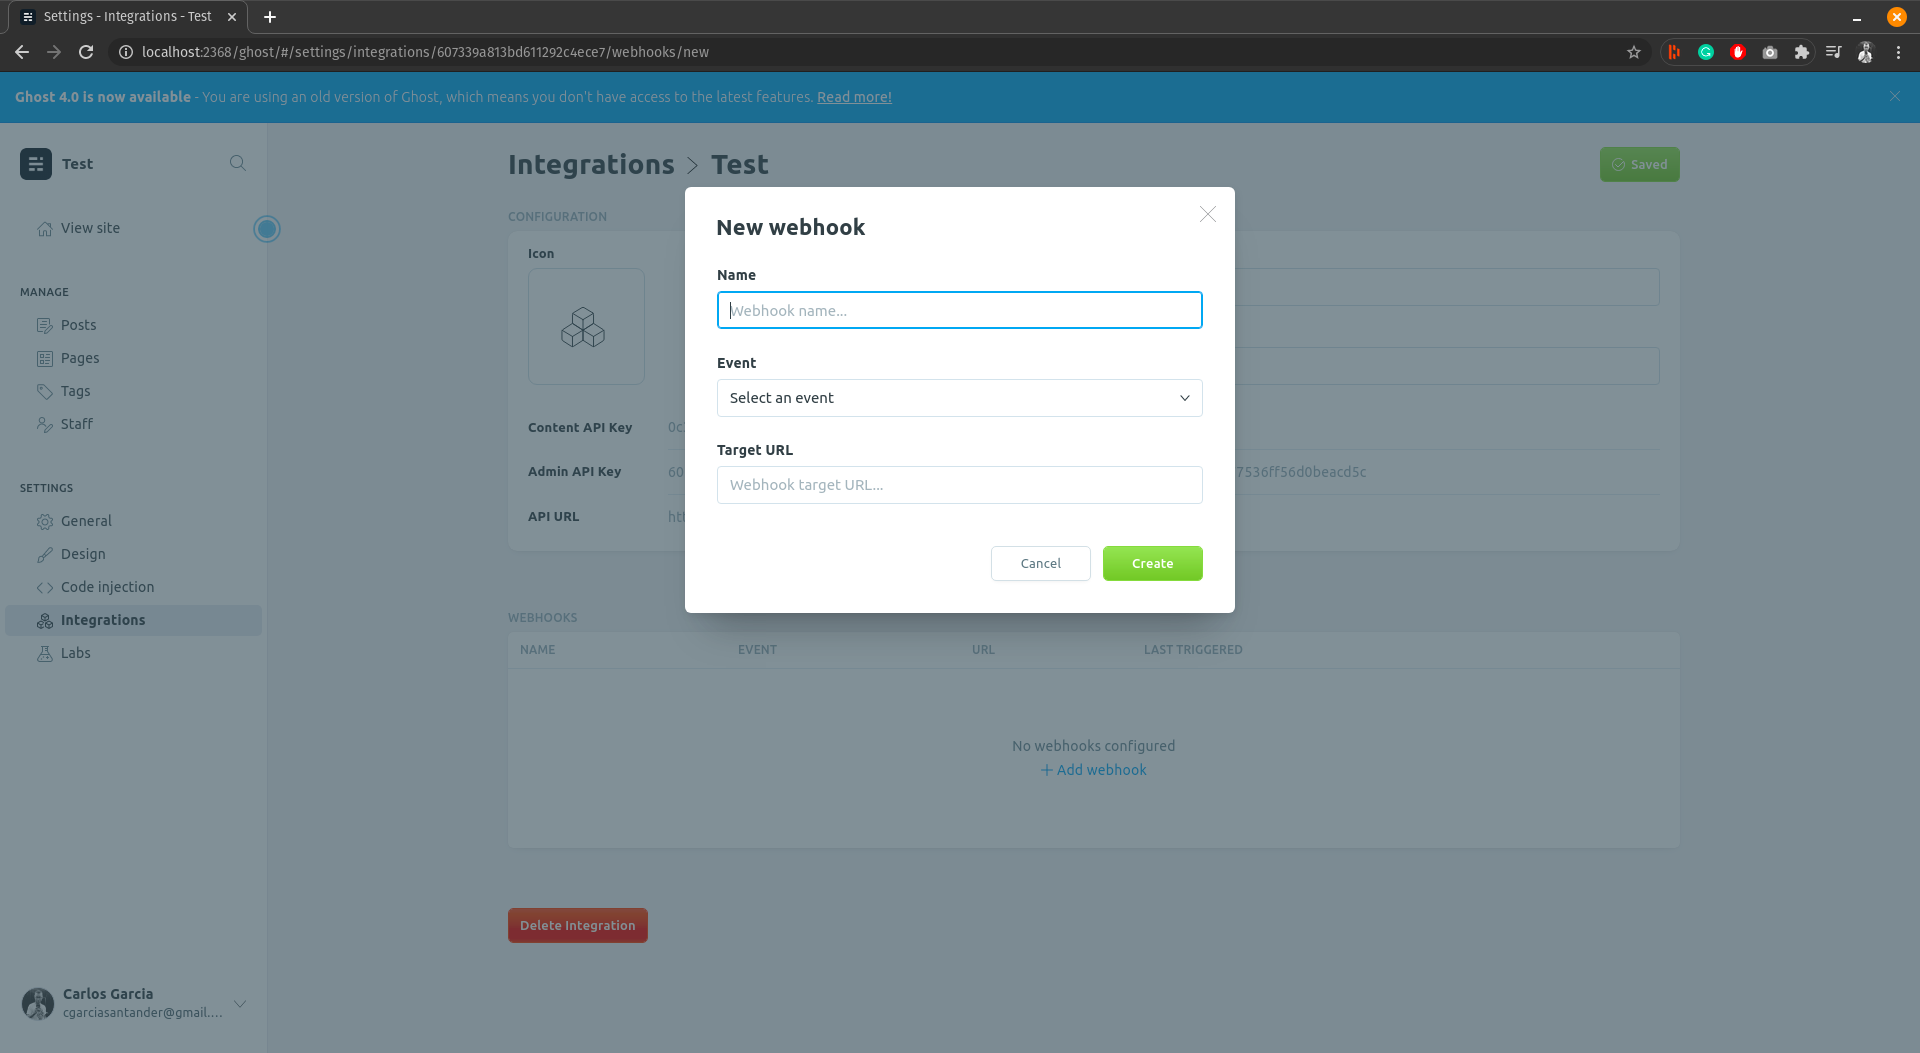 Settings - Integrations - Test
localhost:2368/ghost/#/settings/integrations/607339a813bd611292c4ece7/webhooks/new
Ghost 4.0 is now available - You are using an old version of Ghost, which means you don't have access to the latest features. Read more!
Test
View site
MANAGE
Posts
Pages
Tags
Staff
SETTINGS
General
Design
Code injection
Integrations
Labs
Carlos Garcia
cgarciasantander@gmail....
Integrations > Test
Saved
CONFIGURATION
Icon
Content API Key
Admin API Key 60 7536ff56d0beacd5c
API URL
New webhook
Name
Webhook name...
Event
Select an event
Target URL
Webhook target URL...
Cancel
Create
WEBHOOKS
NAME EVENT URL LAST TRIGGERED
No webhooks configured
+ Add webhook
Delete Integration